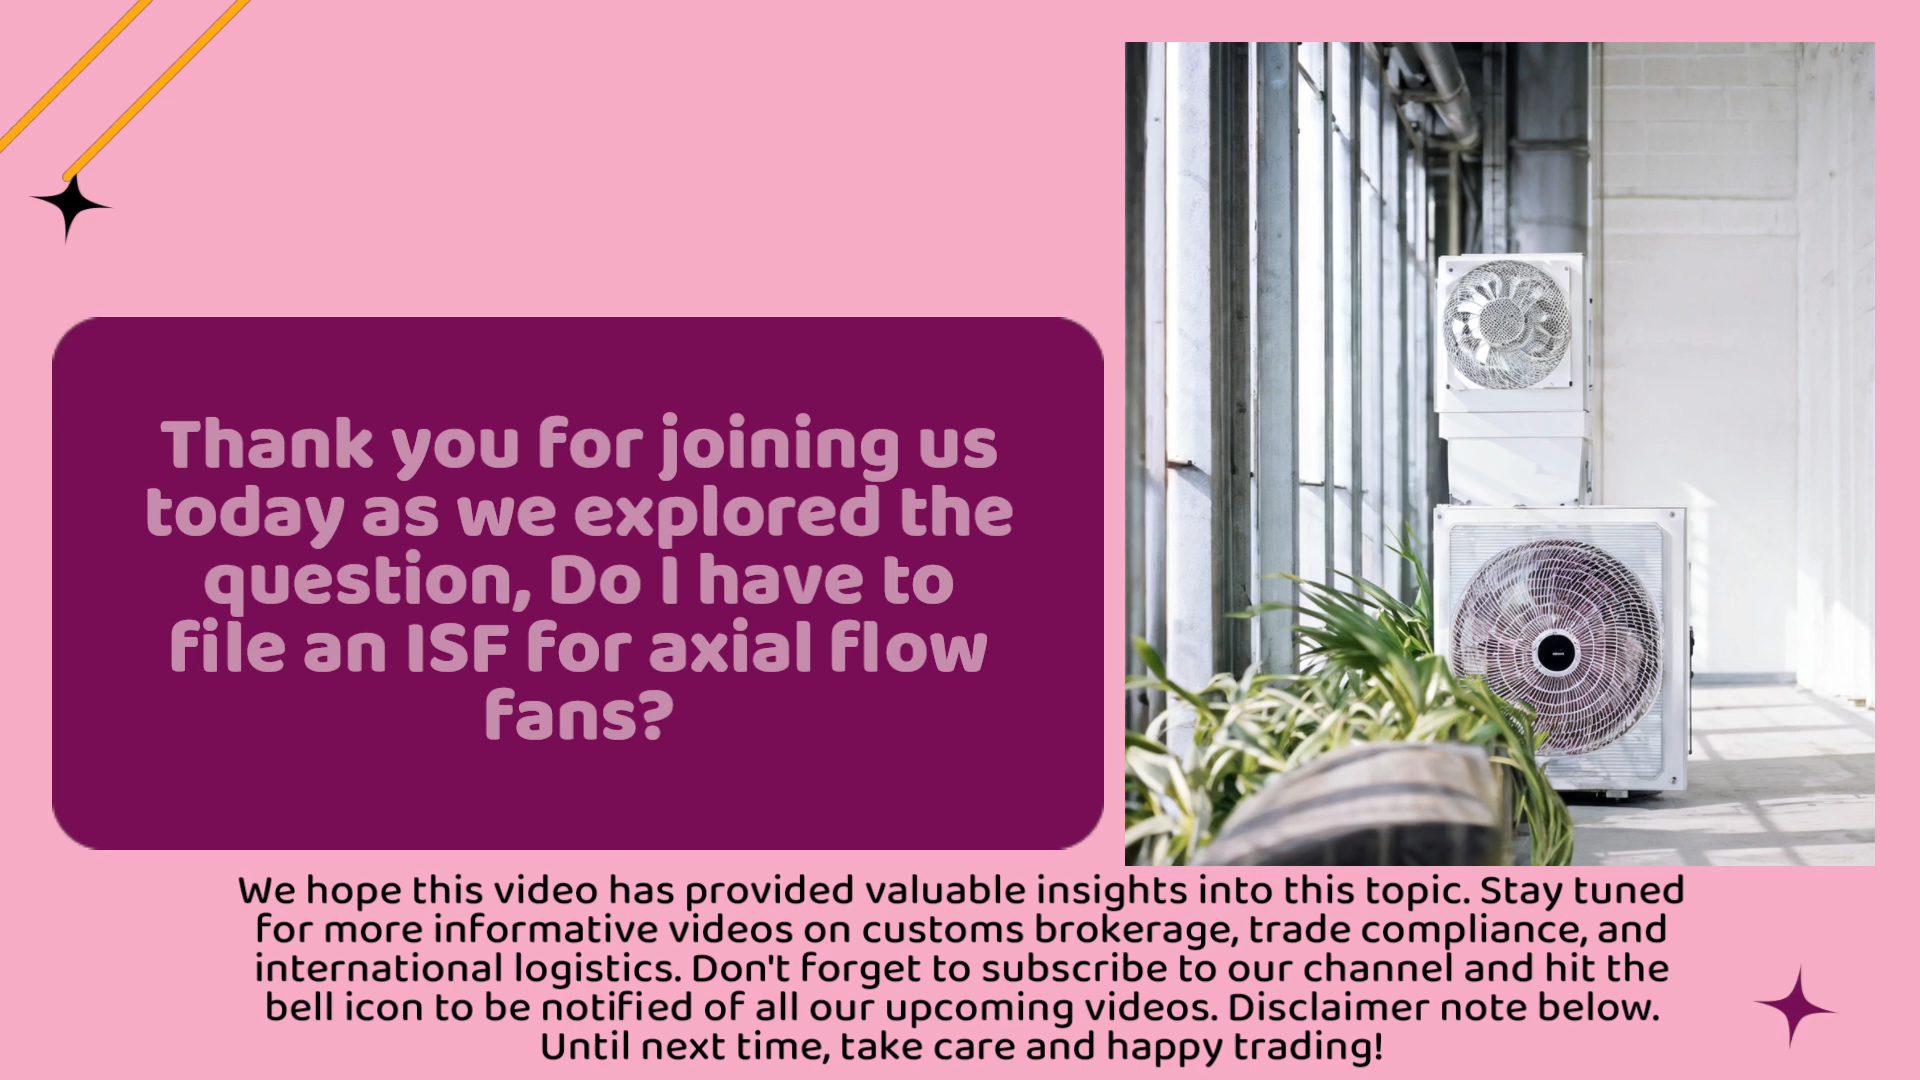 Thank you for joining us
today as we explored the
question, Do I have to
file an ISF for axial flow
fans?
We hope this video has provided valuable insights into this topic. Stay tuned
for more informative videos on customs brokerage, trade compliance, and
international logistics. Don't forget to subscribe to our channel and hit the
bell icon to be notified of all our upcoming videos. Disclaimer note below.
Until next time, take care and happy trading!